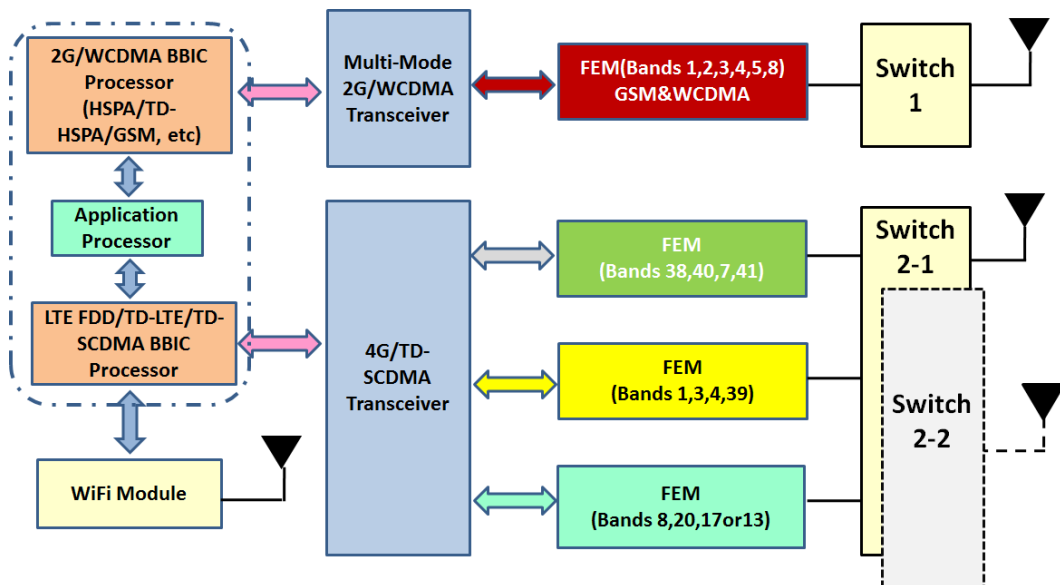 2G/WCDMA BBIC
Processor
(HSPA/TD-
HSPA/GSM, etc)
Multi-Mode
2G/WCDMA
Transceiver
FEM(Bands 1,2,3,4,5,8)
GSM&WCDMA
Switch
1
Application
Processor
LTE FDD/TD-LTE/TD-
SCDMA BBIC
Processor
WiFi Module
4G/TD-
SCDMA
Transceiver
FEM
(Bands 38,40,7,41)
FEM
(Bands 1,3,4,39)
FEM
(Bands 8,20,17or13)
Switch
2-1
Switch
2-2